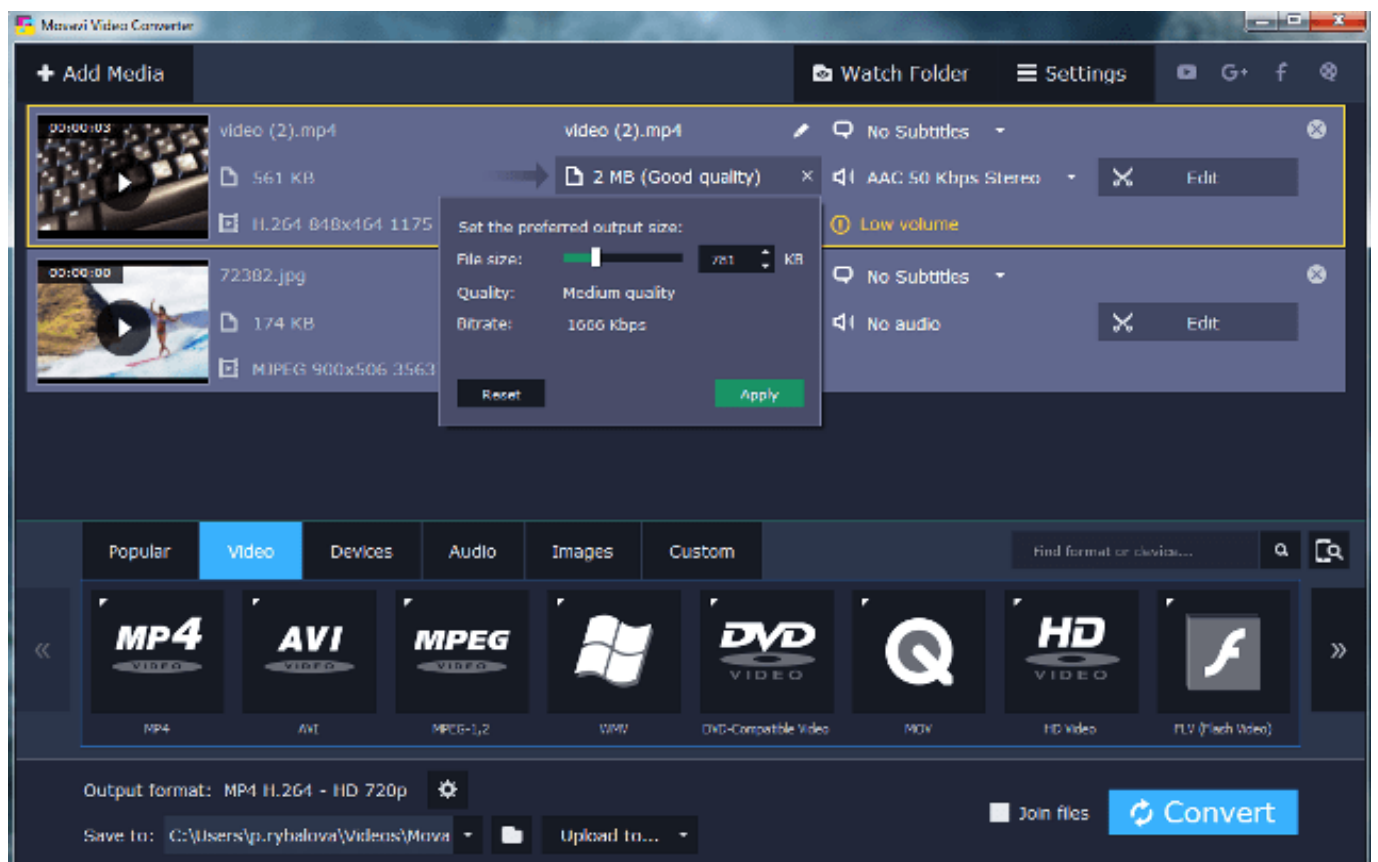 Movavi Video Converter
Add Media
Watch Folder
Settings
G+
f
00:00:03
video (2).mp4
video (2).mp4
No Subtitles
561 KB
2 MB (Good quality)
AAC 50 Kbps Stereo
Edit
H.264 848x464 1175
Low volume
Set the preferred output size:
File size: 781 KB
Quality: Medium quality
Bitrate: 1666 Kbps
Reset
Apply
00:00:00
72382.jpg
No Subtitles
174 KB
No audio
Edit
MJPEG 900x506 3563
Popular
Video
Devices
Audio
Images
Custom
Find format or device...
MP4 VIDEO
AVI VIDEO
MPEG VIDEO
DVD VIDEO
HD VIDEO
MP4
AVI
MPEG-1,2
WMV
DVD-Compatible Video
MOV
HD Video
FLV (Flash Video)
Output format: MP4 H.264 - HD 720p
Save to: C:\Users\p.rybalova\Videos\Mova
Upload to...
Join files
Convert